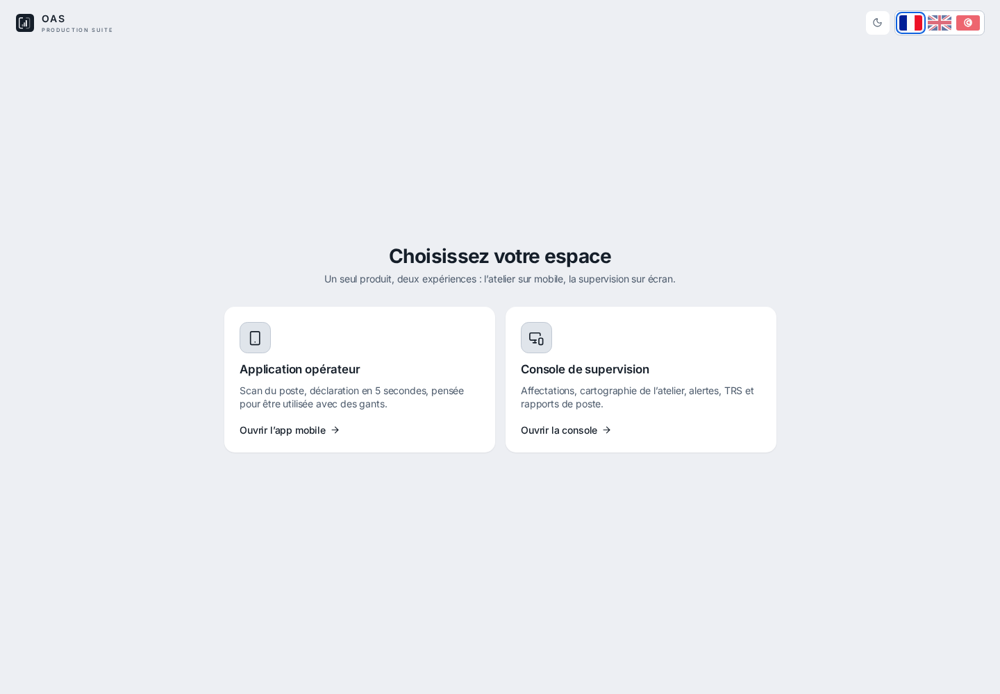 OAS
PRODUCTION SUITE
Choisissez votre espace
Un seul produit, deux expériences : l’atelier sur mobile, la supervision sur écran.
Application opérateur
Scan du poste, déclaration en 5 secondes, pensée
pour être utilisée avec des gants.
Ouvrir l’app mobile
Console de supervision
Affectations, cartographie de l’atelier, alertes, TRS et
rapports de poste.
Ouvrir la console